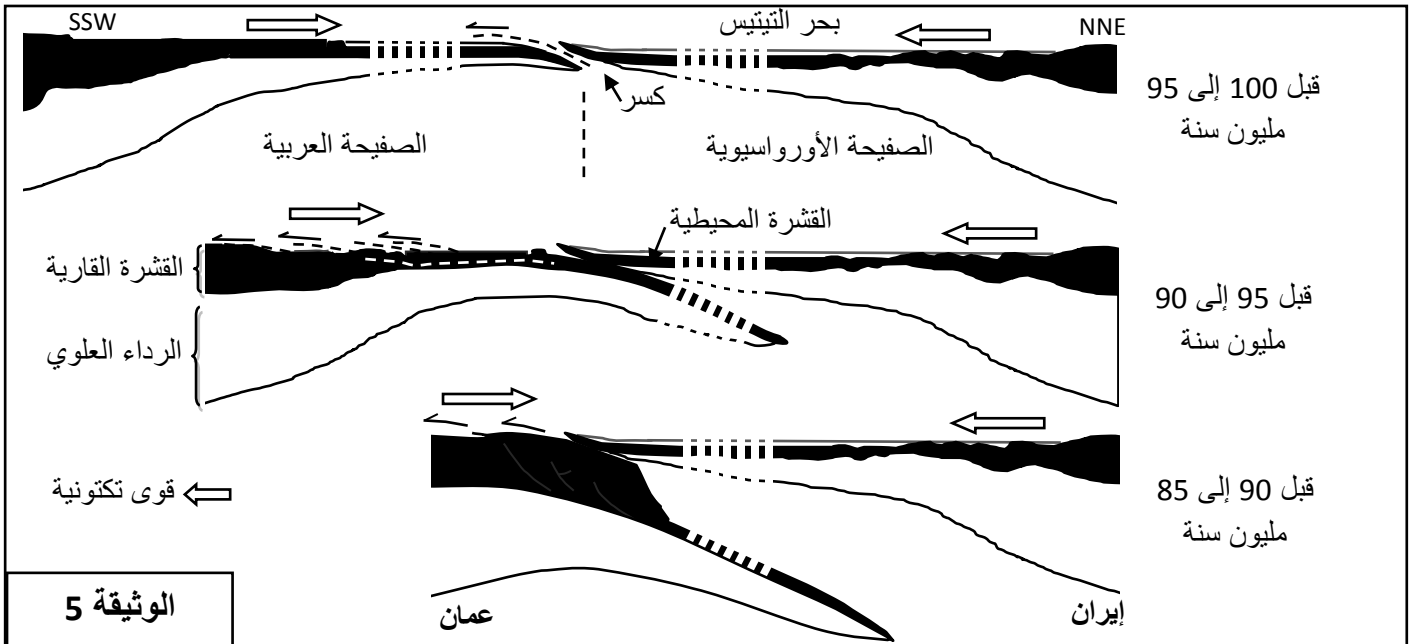 SSW
بحر التيتيس
NNE
كسر
الصفيحة العربية
الصفيحة الأورواسيوية
قبل 100 إلى 95
مليون سنة
القشرة المحيطية
القشرة القارية
الرداء العلوي
قبل 95 إلى 90
مليون سنة
قوى تكتونية
قبل 90 إلى 85
مليون سنة
الوثيقة 5
عمان
إيران